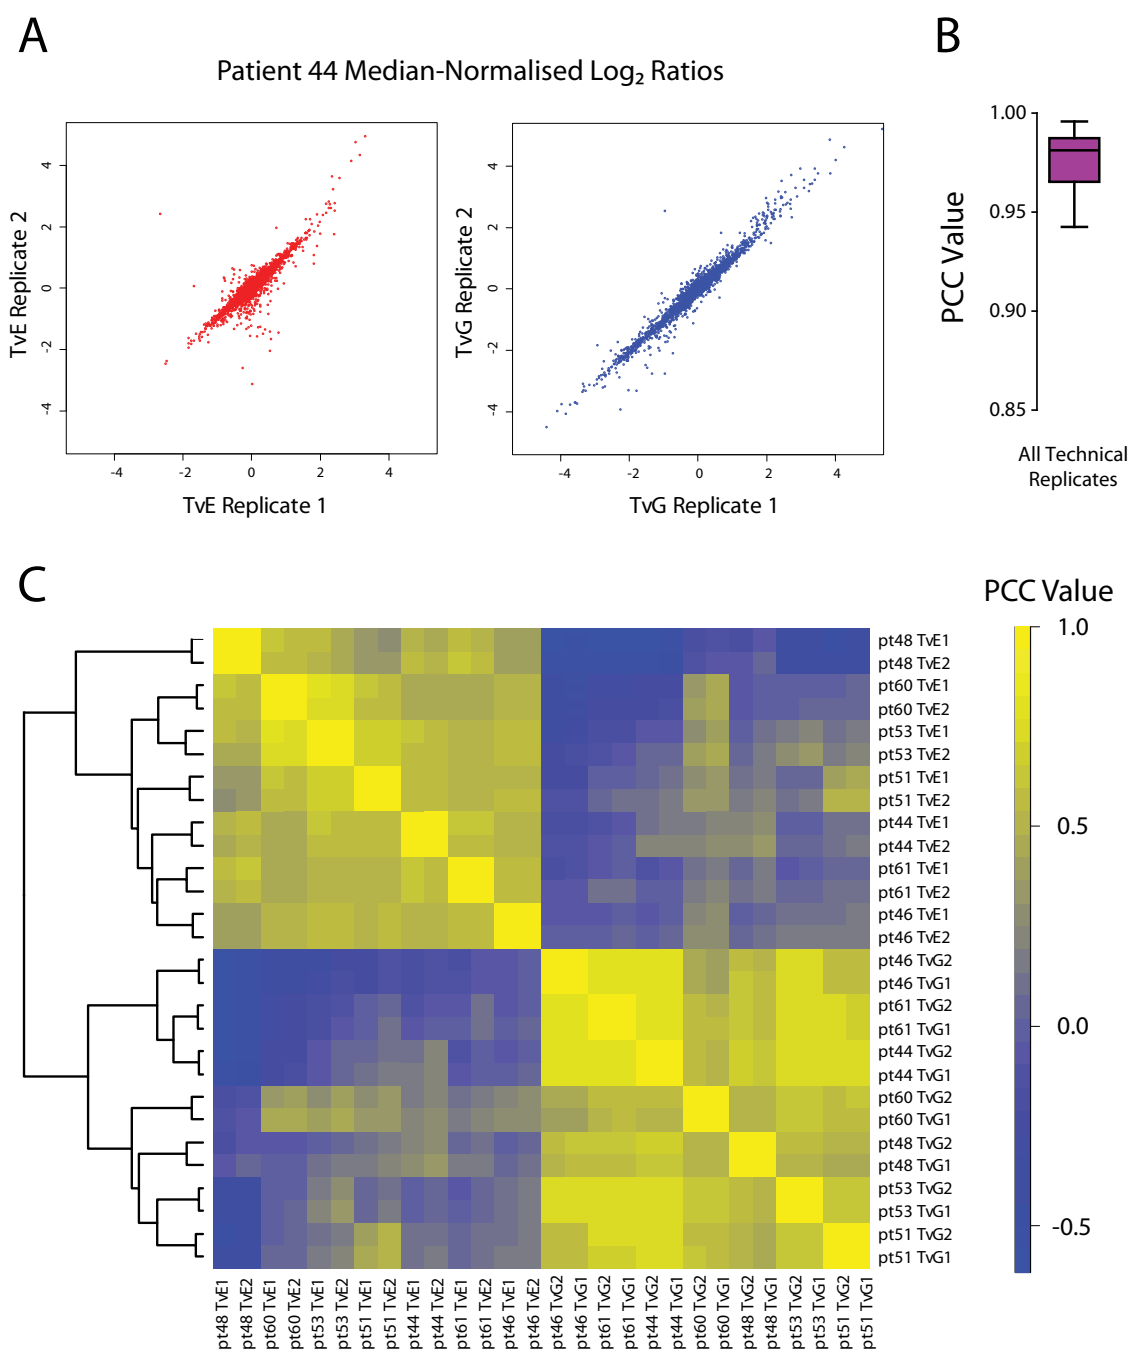 A
B
Patient 44 Median-Normalised Log₂ Ratios
TvE Replicate 2
4
2
0
-2
-4
-4
-2
0
2
4
TvE Replicate 1
TvG Replicate 2
4
2
0
-2
-4
-4
-2
0
2
4
TvG Replicate 1
PCC Value
1.00
0.95
0.90
0.85
All Technical
Replicates
C
PCC Value
1.0
0.5
0.0
-0.5
pt48 TvE1
pt48 TvE2
pt60 TvE1
pt60 TvE2
pt53 TvE1
pt53 TvE2
pt51 TvE1
pt51 TvE2
pt44 TvE1
pt44 TvE2
pt61 TvE1
pt61 TvE2
pt46 TvE1
pt46 TvE2
pt46 TvG2
pt46 TvG1
pt61 TvG2
pt61 TvG1
pt44 TvG2
pt44 TvG1
pt60 TvG2
pt60 TvG1
pt48 TvG2
pt48 TvG1
pt53 TvG2
pt53 TvG1
pt51 TvG2
pt51 TvG1
pt48 TvE1
pt48 TvE2
pt60 TvE1
pt60 TvE2
pt53 TvE1
pt53 TvE2
pt51 TvE1
pt51 TvE2
pt44 TvE1
pt44 TvE2
pt61 TvE1
pt61 TvE2
pt46 TvE1
pt46 TvE2
pt46 TvG2
pt46 TvG1
pt61 TvG2
pt61 TvG1
pt44 TvG2
pt44 TvG1
pt60 TvG2
pt60 TvG1
pt48 TvG2
pt48 TvG1
pt53 TvG2
pt53 TvG1
pt51 TvG2
pt51 TvG1